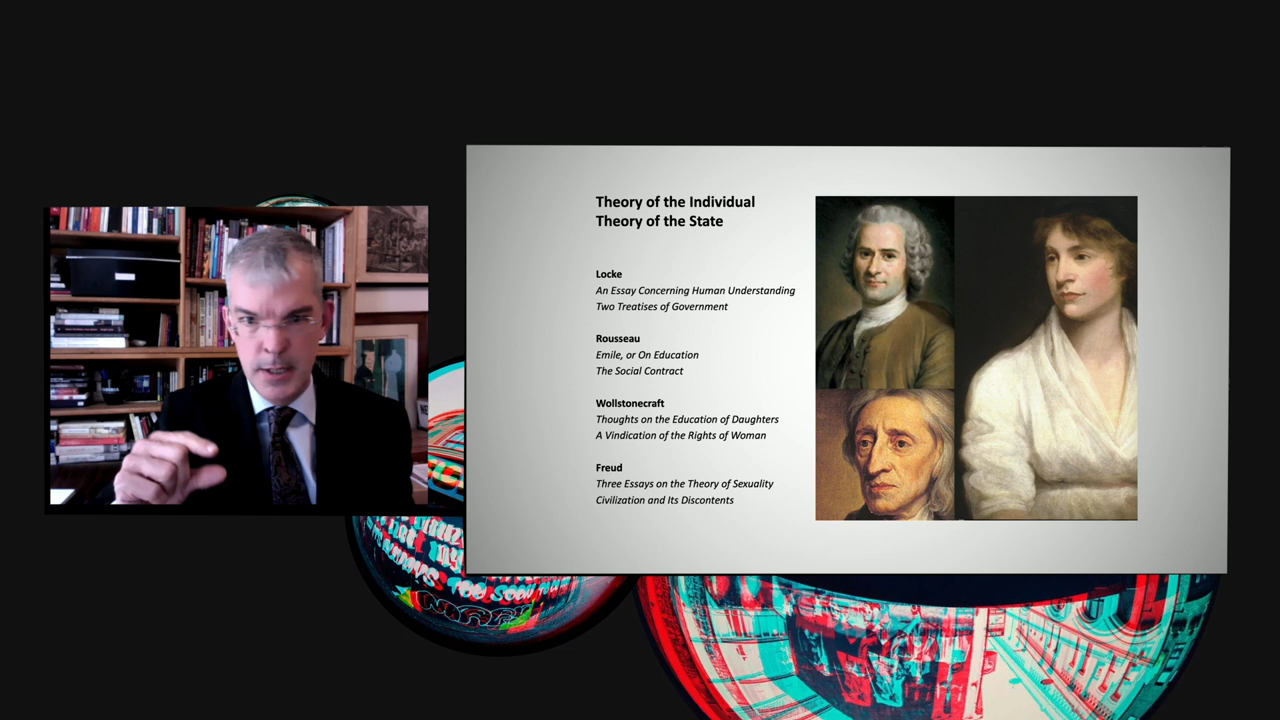 Theory of the Individual
Theory of the State
Locke
An Essay Concerning Human Understanding
Two Treatises of Government
Rousseau
Emile, or On Education
The Social Contract
Wollstonecraft
Thoughts on the Education of Daughters
A Vindication of the Rights of Woman
Freud
Three Essays on the Theory of Sexuality
Civilization and Its Discontents
TOO SOON